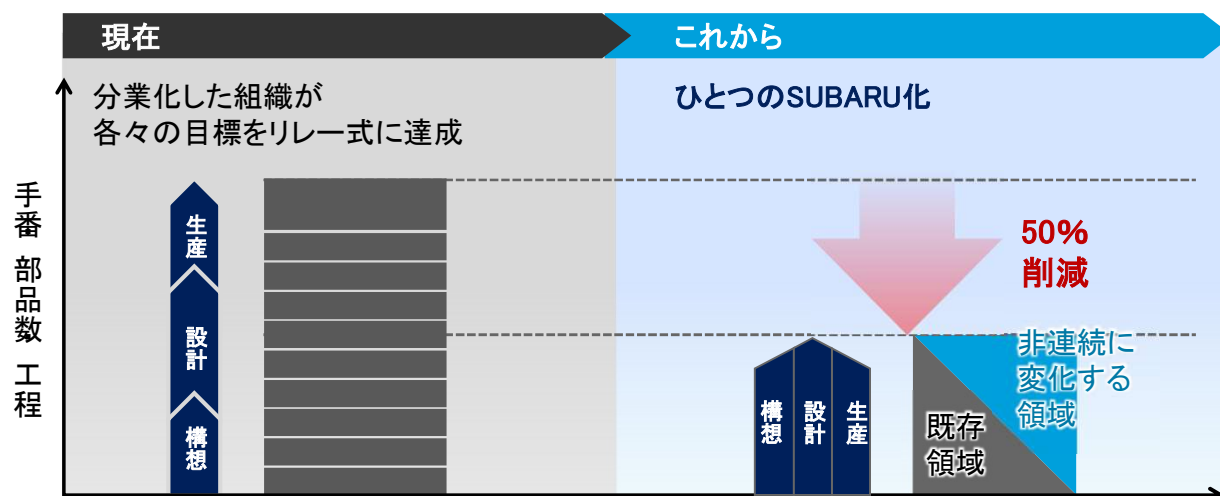 現在
これから
分業化した組織が
各々の目標をリレー式に達成
ひとつのSUBARU化
手番 部品数 工程
生産
設計
構想
50%
削減
構想
設計
生産
既存
領域
非連続に
変化する
領域